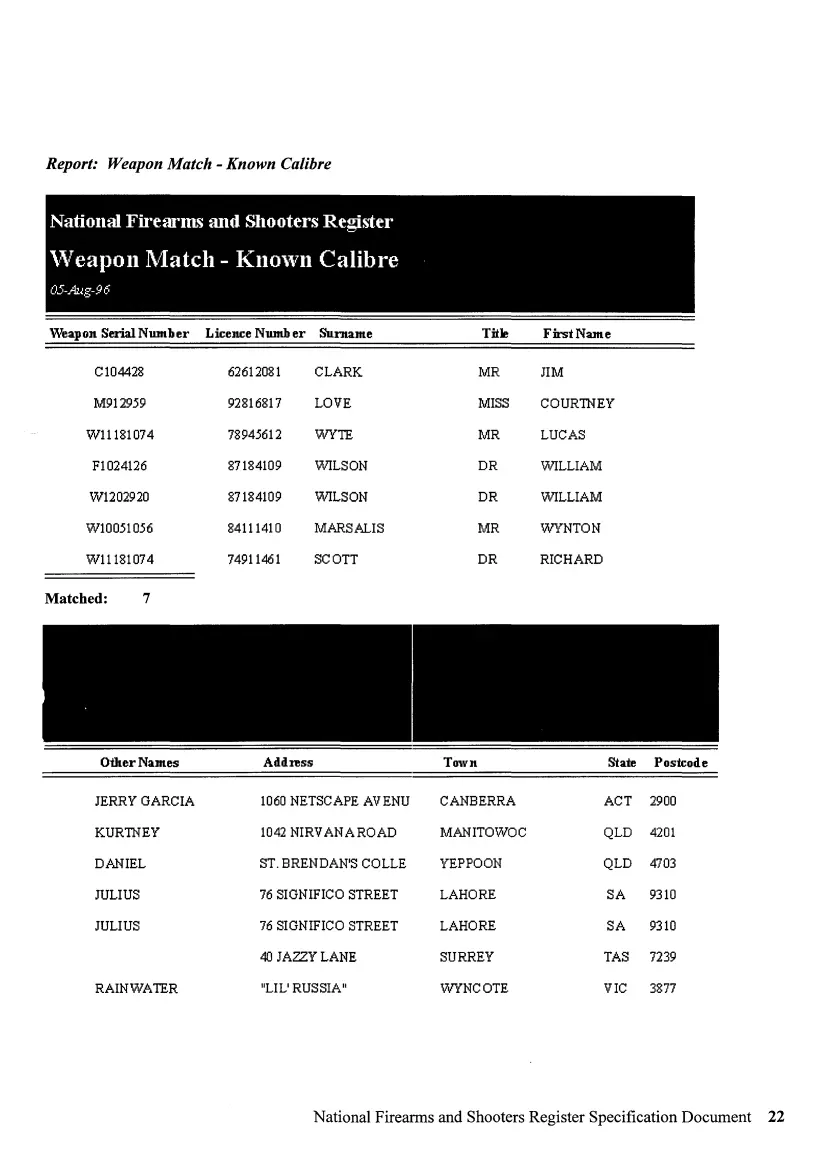 Report: Weapon Match - Known Calibre
National Firearms and Shooters Register
Weapon Match - Known Calibre
05-Aug-96
Weapon Serial Number Licence Number Surname Title First Name
C104428 62612081 CLARK MR JIM
M912959 92816817 LOVE MISS COURTNEY
W11181074 78945612 WYTE MR LUCAS
F1024126 87184109 WILSON DR WILLIAM
W1202920 87184109 WILSON DR WILLIAM
W10051056 84111410 MARSALIS MR WYNTON
W11181074 74911461 SCOTT DR RICHARD
Matched: 7
Other Names Address Town State Postcode
JERRY GARCIA 1060 NETSCAPE AVENU CANBERRA ACT 2900
KURTNEY 1042 NIRVANA ROAD MANITOWOC QLD 4201
DANIEL ST. BRENDAN'S COLLE YEPPOON QLD 4703
JULIUS 76 SIGNIFICO STREET LAHORE SA 9310
JULIUS 76 SIGNIFICO STREET LAHORE SA 9310
40 JAZZY LANE SURREY TAS 7239
RAINWATER "LIL' RUSSIA" WYNCOTE VIC 3877
National Firearms and Shooters Register Specification Document 22